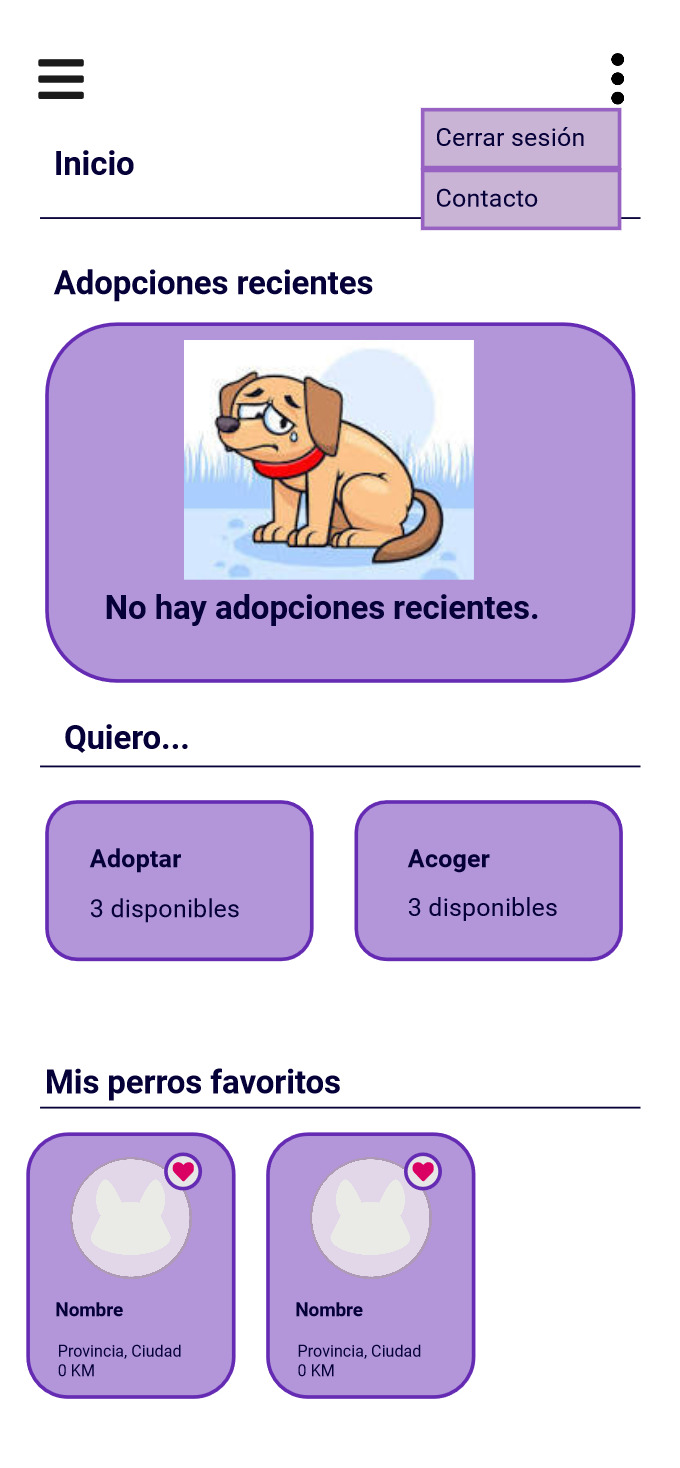 Cerrar sesión
Inicio
Contacto
Adopciones recientes
No hay adopciones recientes.
Quiero...
Adoptar
3 disponibles
Acoger
3 disponibles
Mis perros favoritos
Nombre
Provincia, Ciudad
0 KM
Nombre
Provincia, Ciudad
0 KM